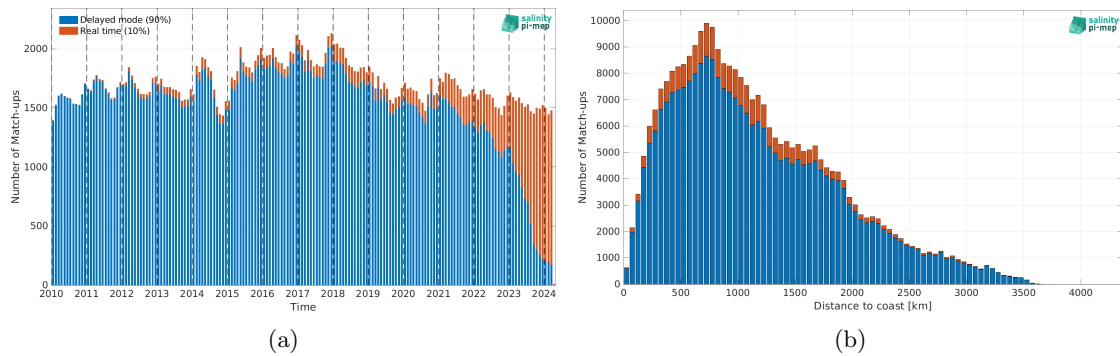 Delayed mode (90%)
Real time (10%)
salinity
pi-mep
Number of Match-ups
2000
1500
1000
500
0
2010 2011 2012 2013 2014 2015 2016 2017 2018 2019 2020 2021 2022 2023 2024
Time
(a)
salinity
pi-mep
Number of Match-ups
10000
9000
8000
7000
6000
5000
4000
3000
2000
1000
0
0 500 1000 1500 2000 2500 3000 3500 4000
Distance to coast [km]
(b)